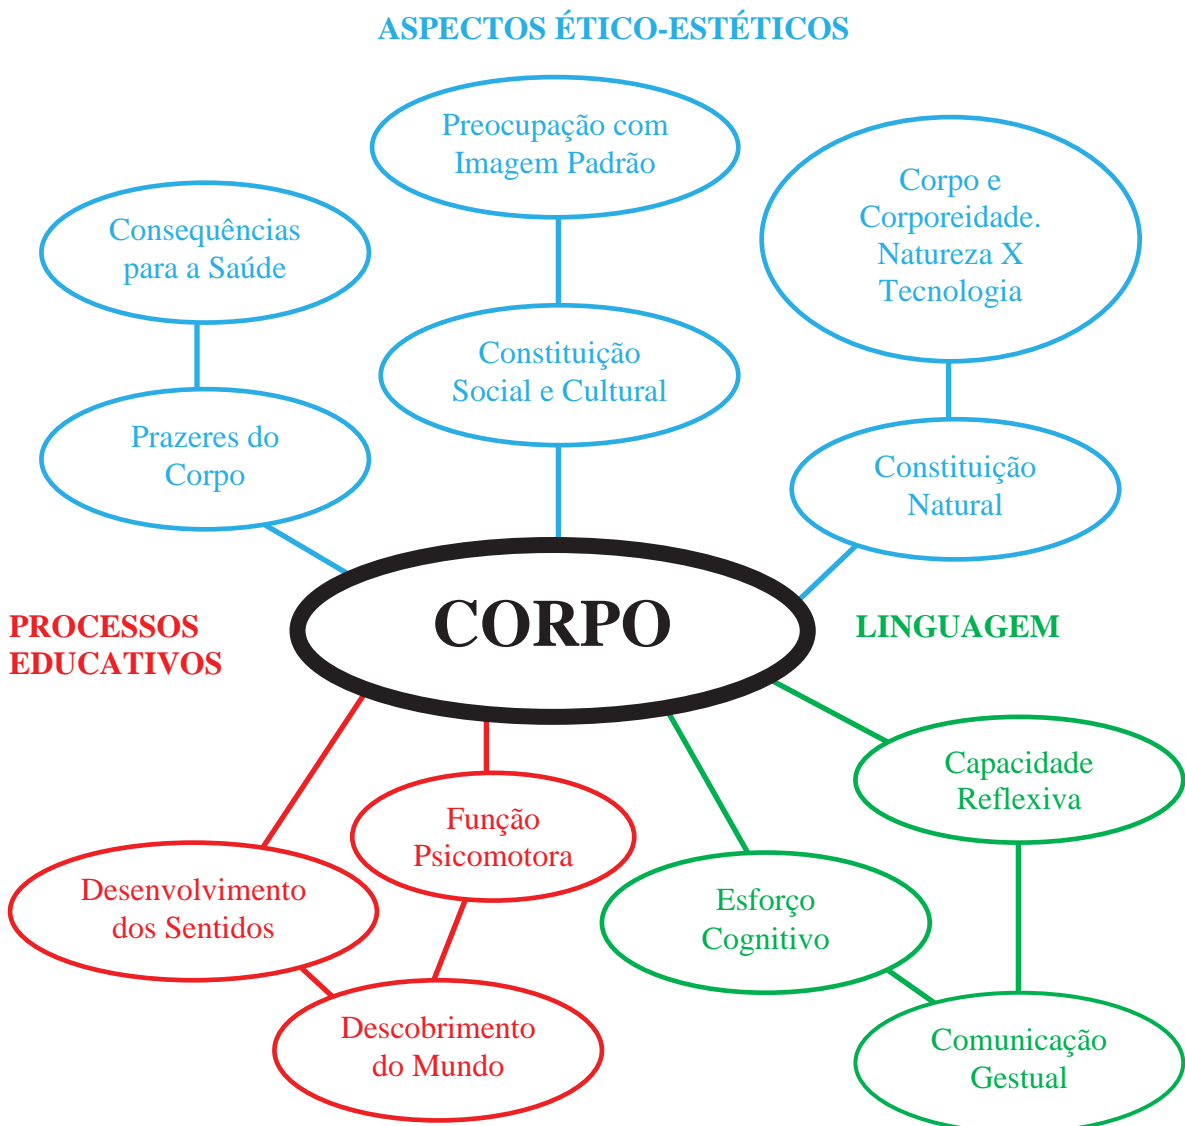 ASPECTOS ÉTICO-ESTÉTICOS
Preocupação com
Imagem Padrão
Corpo e
Corporeidade.
Natureza X
Tecnologia
Consequências
para a Saúde
Constituição
Social e Cultural
Prazeres do
Corpo
Constituição
Natural
CORPO
PROCESSOS
EDUCATIVOS
LINGUAGEM
Capacidade
Reflexiva
Função
Psicomotora
Desenvolvimento
dos Sentidos
Esforço
Cognitivo
Descobrimento
do Mundo
Comunicação
Gestual